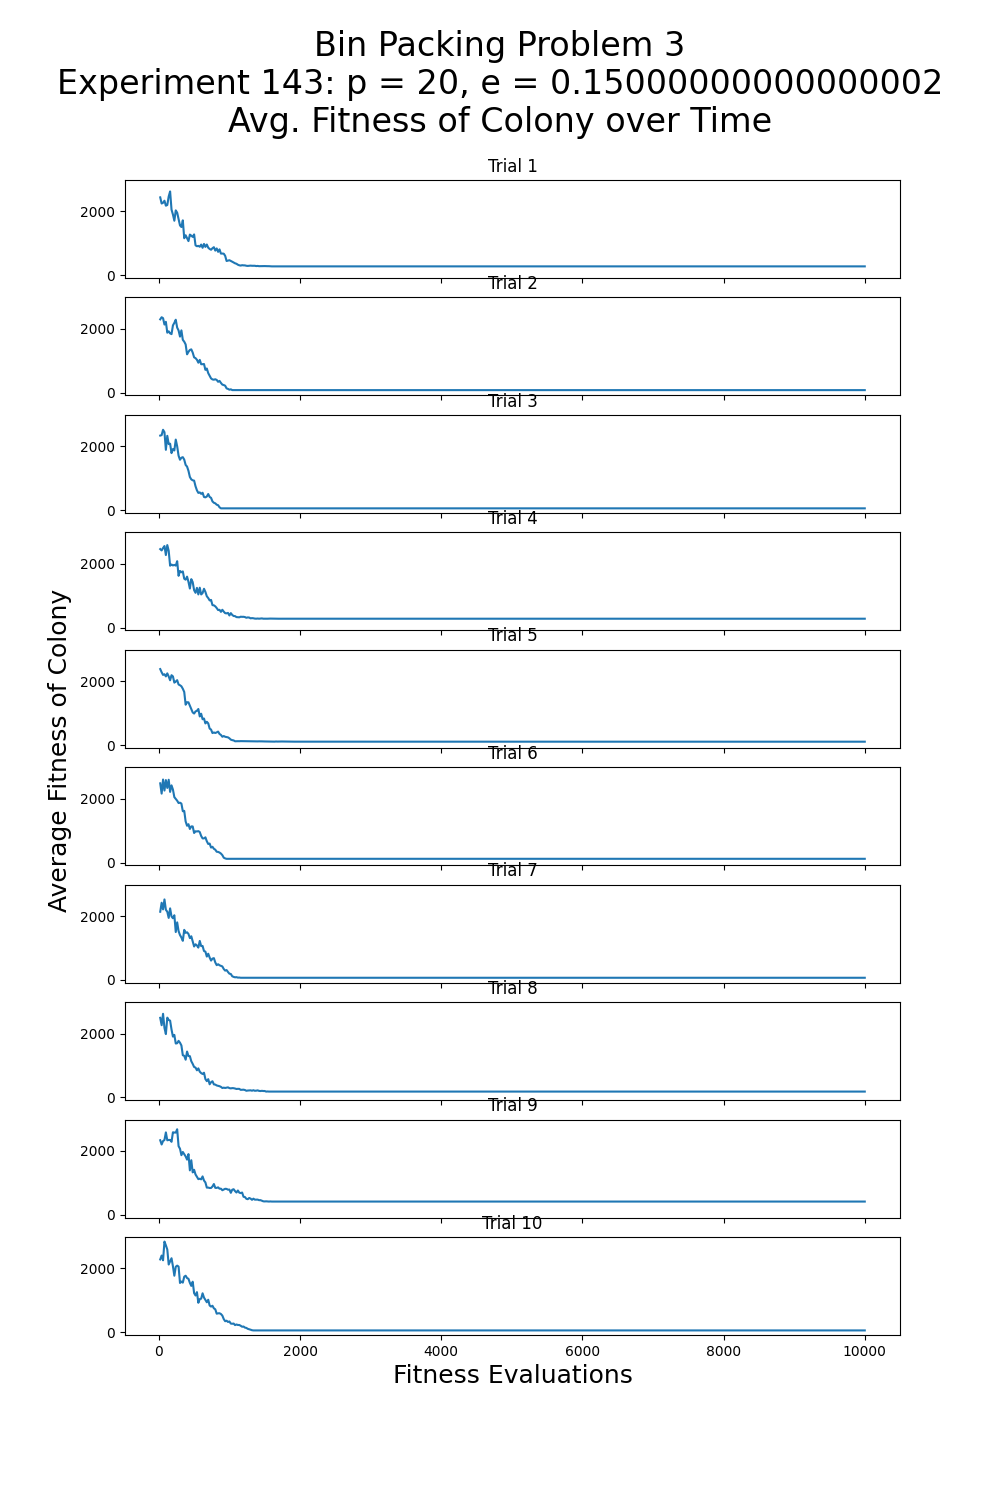 Bin Packing Problem 3
Experiment 143: p = 20, e = 0.15000000000000002
Avg. Fitness of Colony over Time
Trial 1
2000
0
Trial 2
2000
0
Trial 3
2000
0
Trial 4
2000
0
Trial 5
2000
0
Trial 6
2000
0
Trial 7
2000
0
Trial 8
2000
0
Trial 9
2000
0
Trial 10
2000
0
0 2000 4000 6000 8000 10000
Average Fitness of Colony
Fitness Evaluations